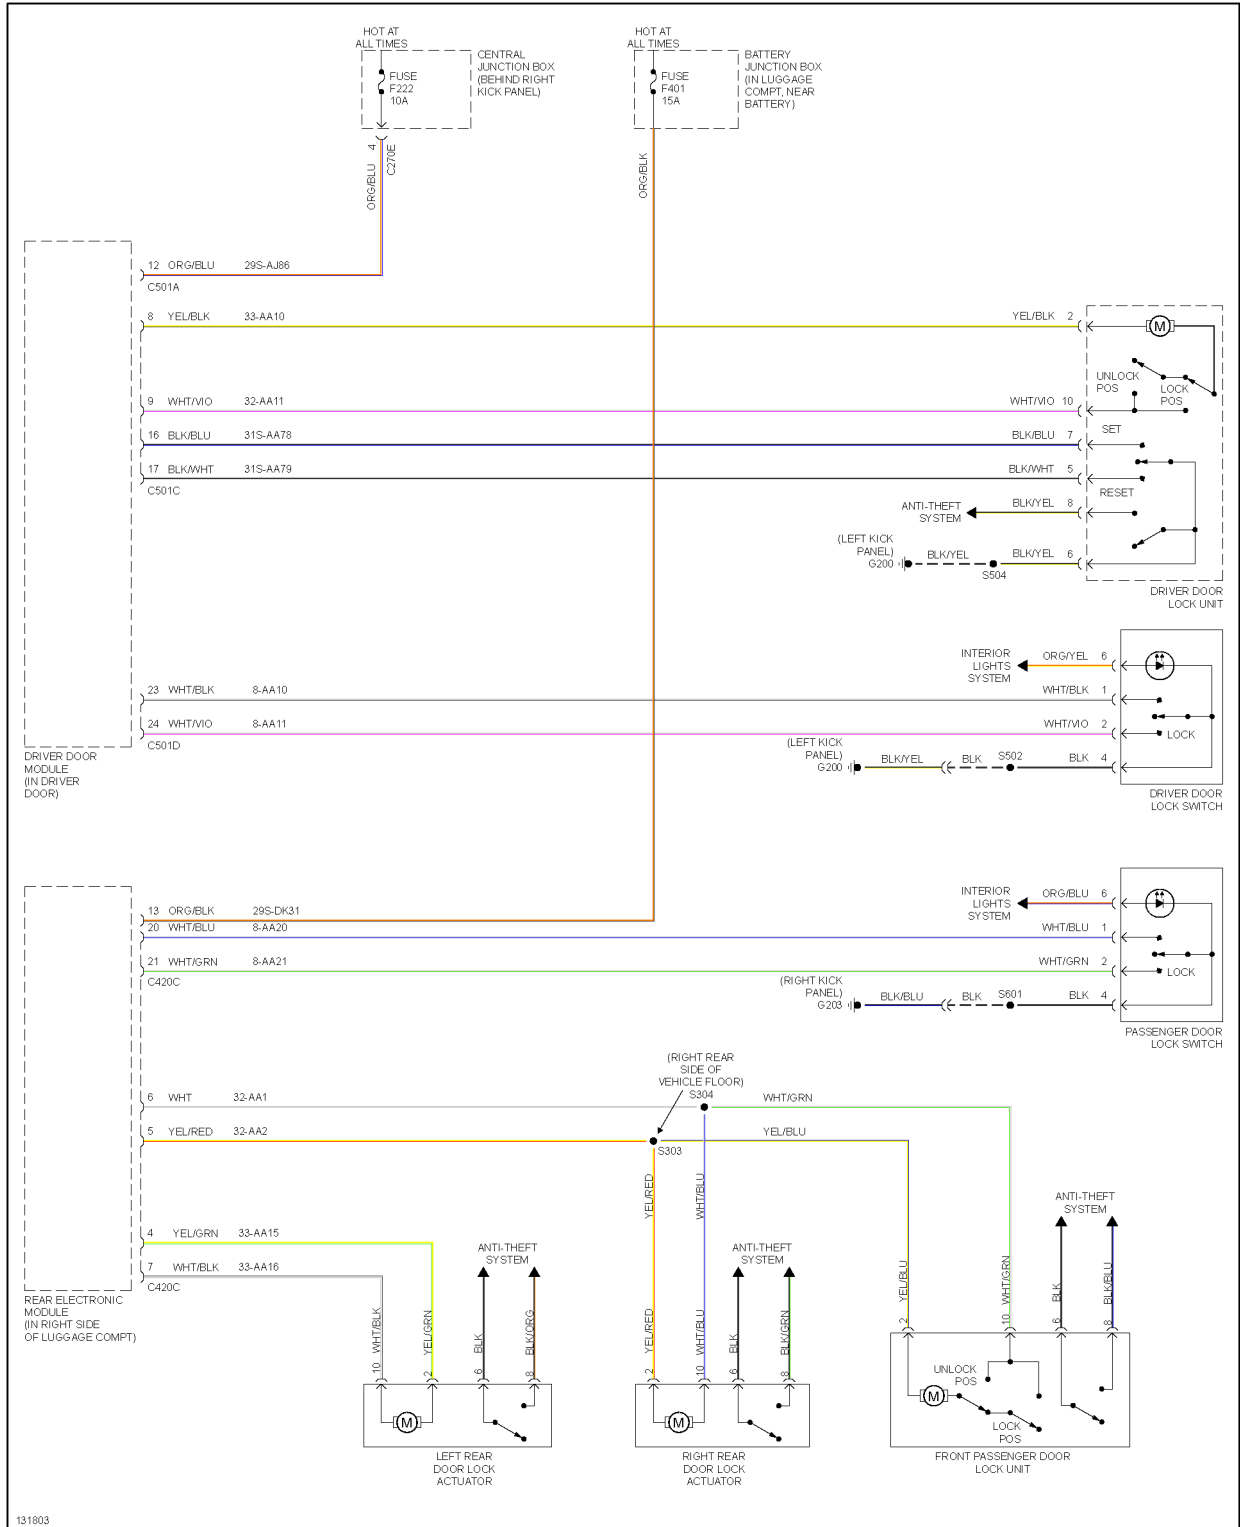 HOT AT
ALL TIMES
FUSE
F222
10A
CENTRAL
JUNCTION BOX
(BEHIND RIGHT
KICK PANEL)
HOT AT
ALL TIMES
FUSE
F401
15A
BATTERY
JUNCTION BOX
(IN LUGGAGE
COMPT, NEAR
BATTERY)
4
C270E
ORG/BLU
ORG/BLK
12 ORG/BLU 29S-AJ86
C501A
8 YEL/BLK 33-AA10
YEL/BLK 2
M
UNLOCK
POS
LOCK
POS
9 WHT/VIO 32-AA11
WHT/VIO 10
SET
16 BLK/BLU 31S-AA78
BLK/BLU 7
17 BLK/WHT 31S-AA79
BLK/WHT 5
C501C
RESET
ANTI-THEFT
SYSTEM
BLK/YEL 8
(LEFT KICK
PANEL)
G200
BLK/YEL
S504
BLK/YEL 6
DRIVER DOOR
LOCK UNIT
INTERIOR
LIGHTS
SYSTEM
ORG/YEL 6
23 WHT/BLK 8-AA10
WHT/BLK 1
24 WHT/VIO 8-AA11
WHT/VIO 2
LOCK
C501D
DRIVER DOOR
MODULE
(IN DRIVER
DOOR)
(LEFT KICK
PANEL)
G200
BLK/YEL
BLK
S502
BLK 4
DRIVER DOOR
LOCK SWITCH
INTERIOR
LIGHTS
SYSTEM
ORG/BLU 6
13 ORG/BLK 29S-DK31
20 WHT/BLU 8-AA20
WHT/BLU 1
21 WHT/GRN 8-AA21
WHT/GRN 2
LOCK
C420C
(RIGHT KICK
PANEL)
G203
BLK/BLU
BLK
S601
BLK 4
PASSENGER DOOR
LOCK SWITCH
(RIGHT REAR
SIDE OF
VEHICLE FLOOR)
S304
6 WHT 32-AA1
WHT/GRN
5 YEL/RED 32-AA2
S303
YEL/BLU
YEL/RED
WHT/BLU
4 YEL/GRN 33-AA15
7 WHT/BLK 33-AA16
C420C
REAR ELECTRONIC
MODULE
(IN RIGHT SIDE
OF LUGGAGE COMPT)
ANTI-THEFT
SYSTEM
ANTI-THEFT
SYSTEM
ANTI-THEFT
SYSTEM
10 WHT/BLK
2 YEL/GRN
6 BLK
8 BLK/ORG
2 YEL/RED
10 WHT/BLU
6 BLK
8 BLK/GRN
2 YEL/BLU
10 WHT/GRN
6 BLK
8 BLK/BLU
M
M
M
UNLOCK
POS
LOCK
POS
LEFT REAR
DOOR LOCK
ACTUATOR
RIGHT REAR
DOOR LOCK
ACTUATOR
FRONT PASSENGER DOOR
LOCK UNIT
131803